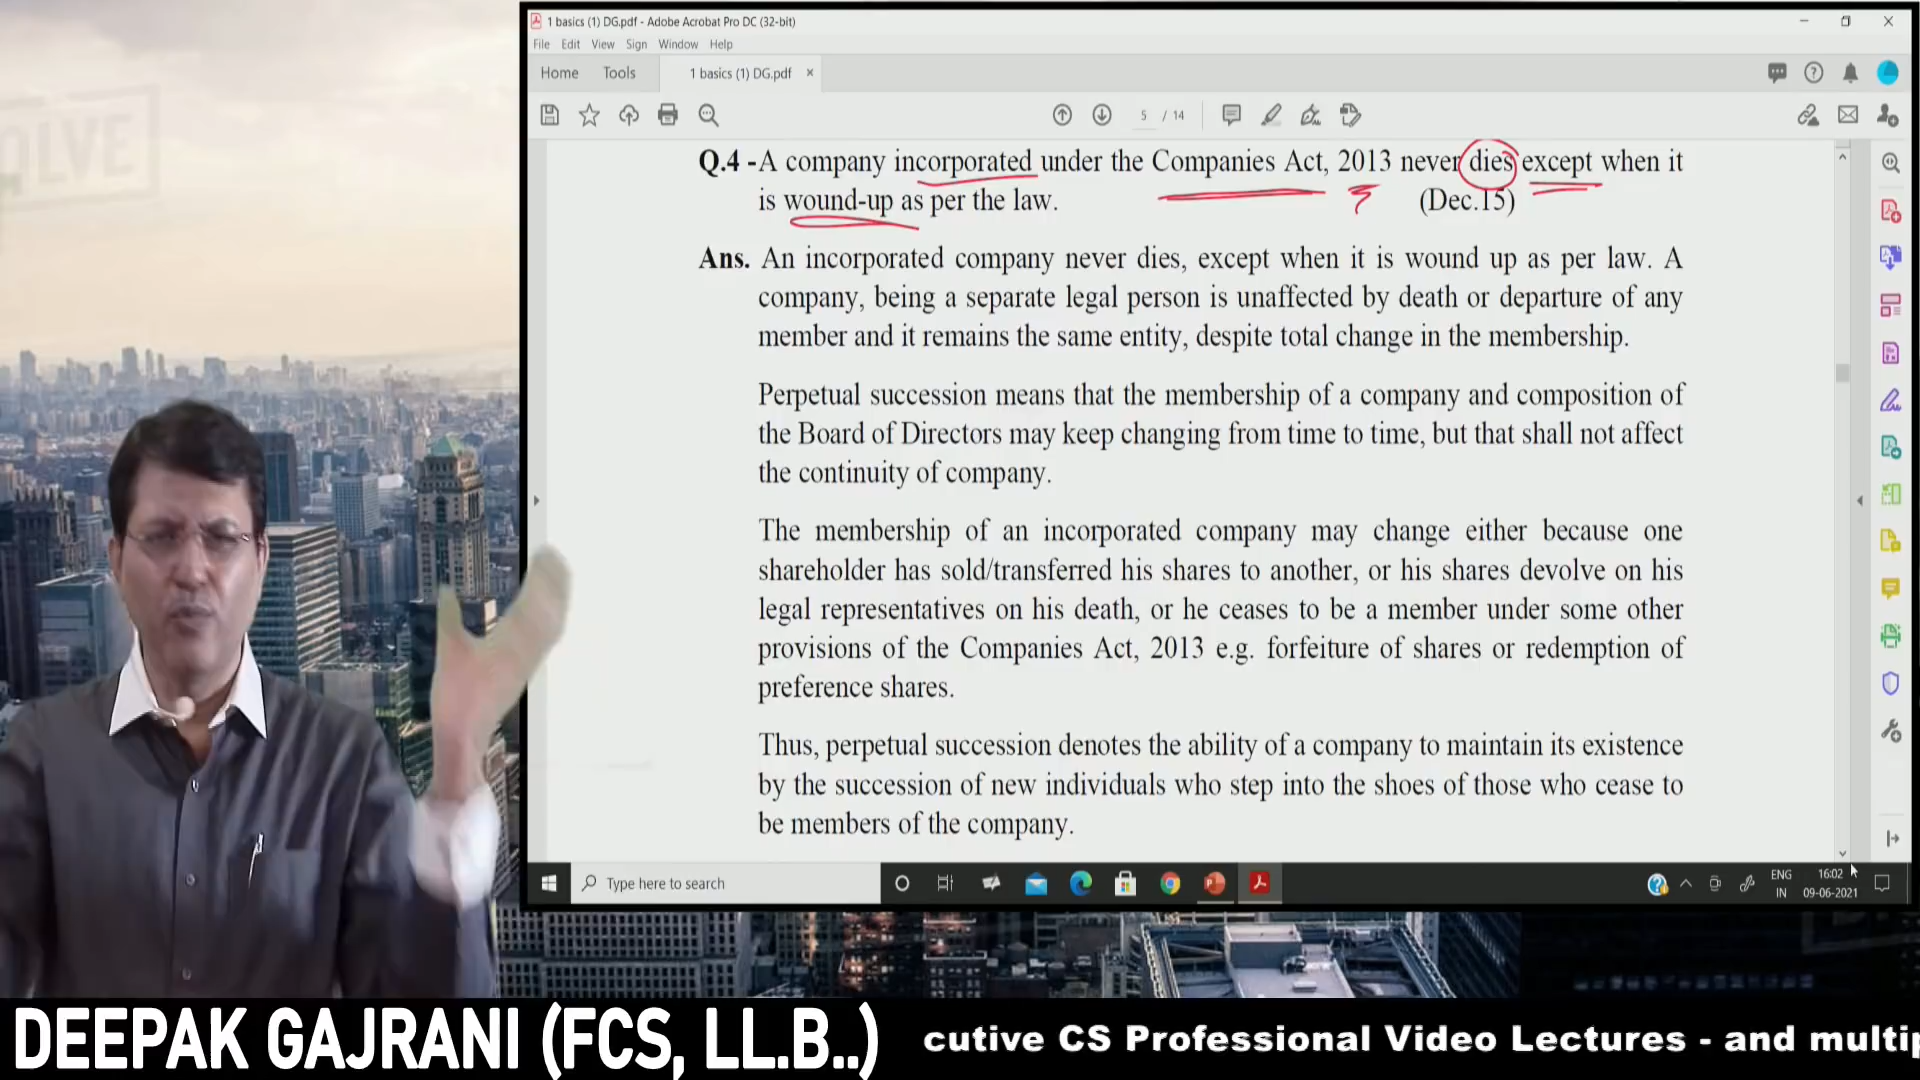 OLVE
1 basics (1) DG.pdf - Adobe Acrobat Pro DC (32-bit)
File Edit View Sign Window Help
Home Tools 1 basics (1) DG.pdf ×
5 / 14
Q.4 -A company incorporated under the Companies Act, 2013 never dies except when it
is wound-up as per the law. (Dec.15)
Ans. An incorporated company never dies, except when it is wound up as per law. A
company, being a separate legal person is unaffected by death or departure of any
member and it remains the same entity, despite total change in the membership.
Perpetual succession means that the membership of a company and composition of
the Board of Directors may keep changing from time to time, but that shall not affect
the continuity of company.
The membership of an incorporated company may change either because one
shareholder has sold/transferred his shares to another, or his shares devolve on his
legal representatives on his death, or he ceases to be a member under some other
provisions of the Companies Act, 2013 e.g. forfeiture of shares or redemption of
preference shares.
Thus, perpetual succession denotes the ability of a company to maintain its existence
by the succession of new individuals who step into the shoes of those who cease to
be members of the company.
Type here to search
ENG 16:02
IN 09-06-2021
DEEPAK GAJRANI (FCS, LL.B..)
cutive CS Professional Video Lectures - and multip